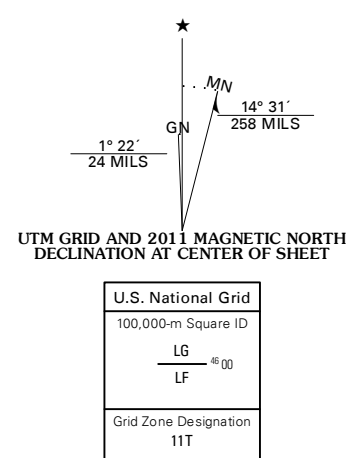 ★
MN
14° 31´
258 MILS
GN
1° 22´
24 MILS
UTM GRID AND 2011 MAGNETIC NORTH
DECLINATION AT CENTER OF SHEET
U.S. National Grid
100,000-m Square ID
LG
46 00
LF
Grid Zone Designation
11T